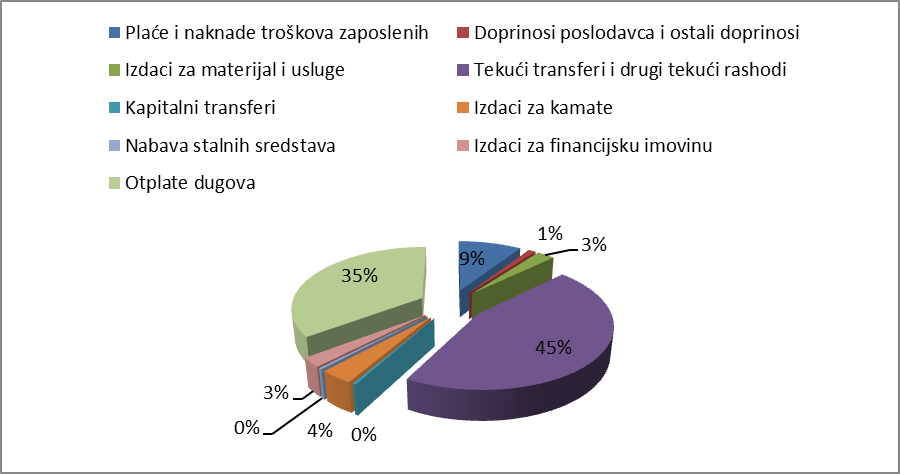 Plaće i naknade troškova zaposlenih
Doprinosi poslodavca i ostali doprinosi
Izdaci za materijal i usluge
Tekući transferi i drugi tekući rashodi
Kapitalni transferi
Izdaci za kamate
Nabava stalnih sredstava
Izdaci za financijsku imovinu
Otplate dugova
9%
1%
3%
35%
45%
3%
0%
4%
0%